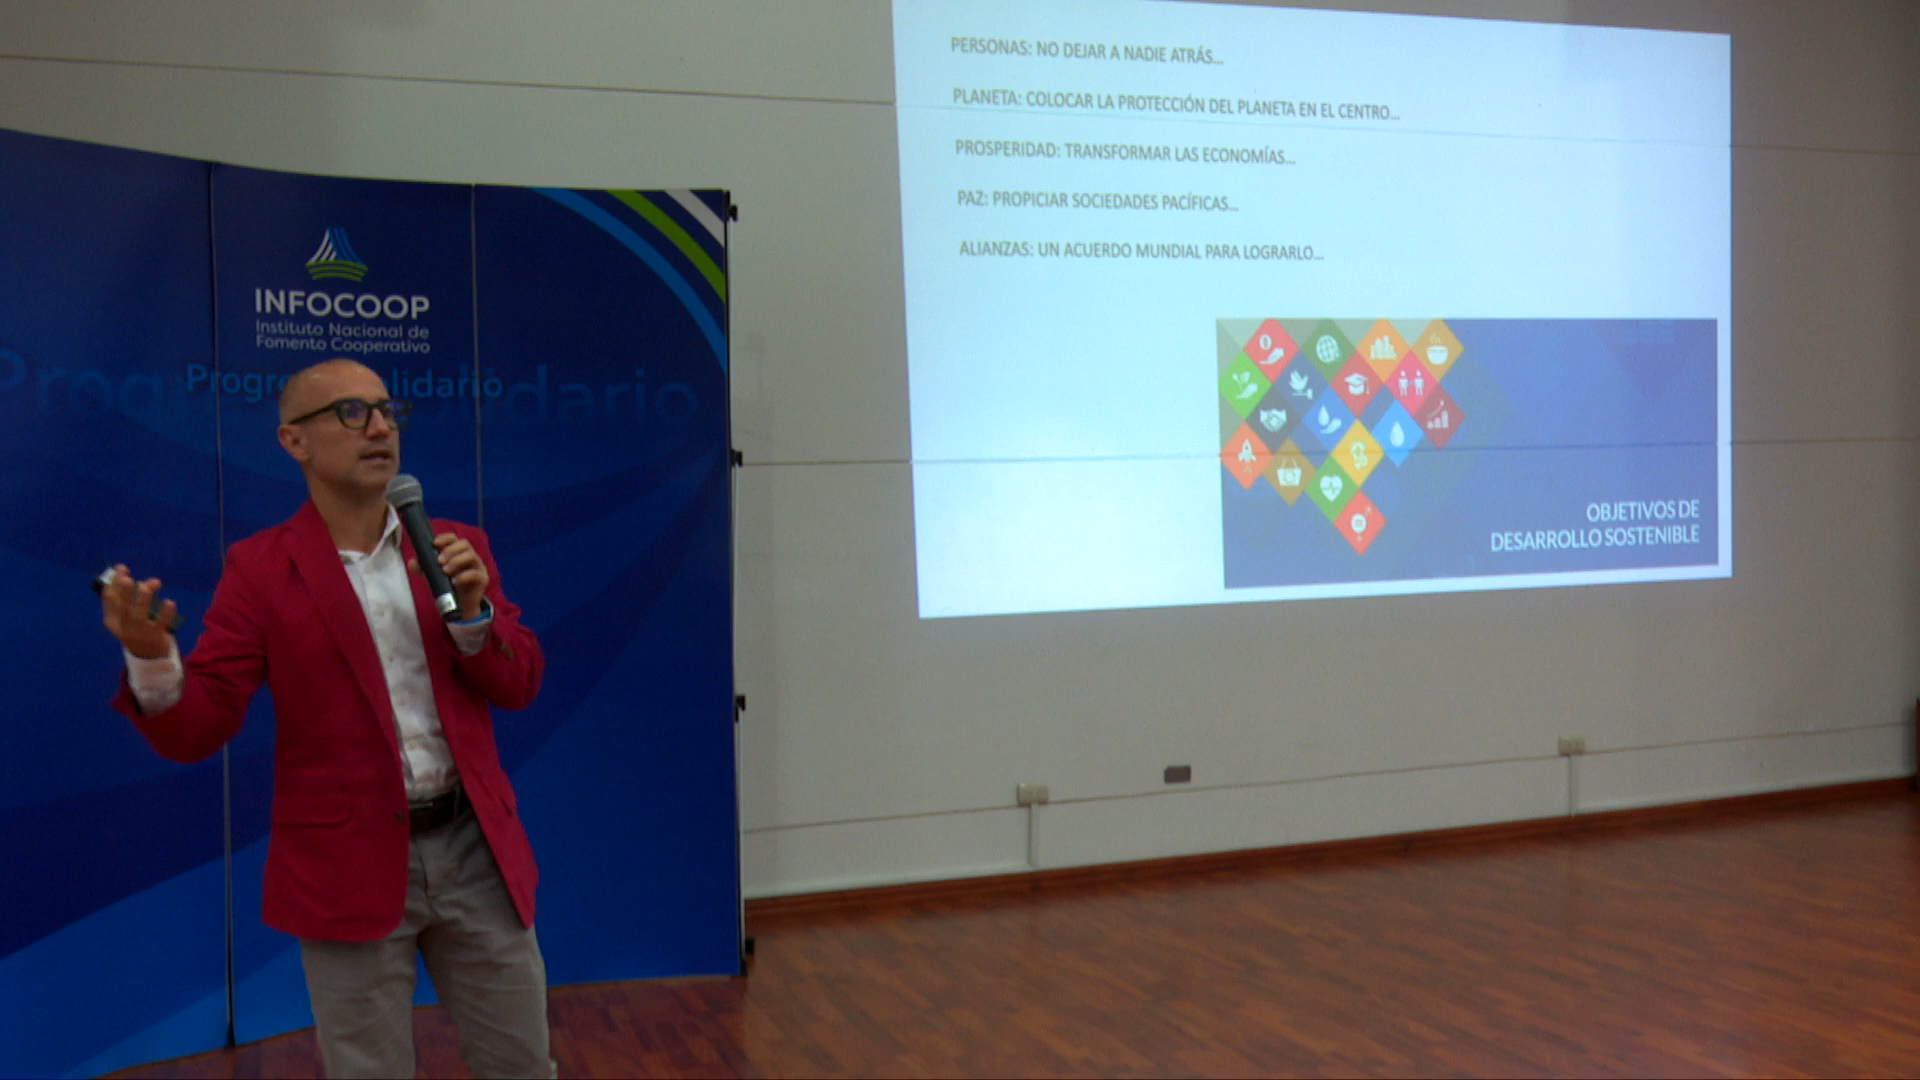 PERSONAS: NO DEJAR A NADIE ATRÁS...
PLANETA: COLOCAR LA PROTECCIÓN DEL PLANETA EN EL CENTRO...
PROSPERIDAD: TRANSFORMAR LAS ECONOMÍAS...
PAZ: PROPICIAR SOCIEDADES PACÍFICAS...
ALIANZAS: UN ACUERDO MUNDIAL PARA LOGRARLO...
OBJETIVOS DE
DESARROLLO SOSTENIBLE
INFOCOOP
Instituto Nacional de
Fomento Cooperativo